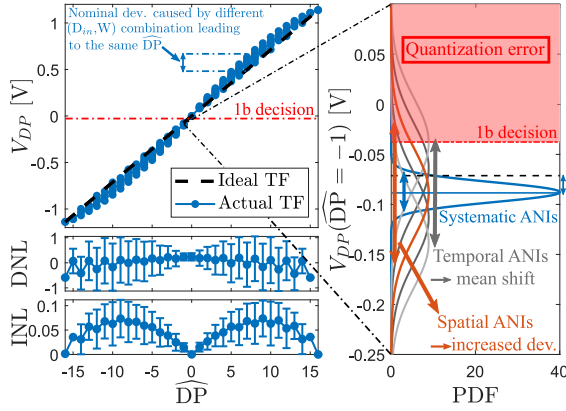 Nominal dev. caused by different
(D_in,W) combination leading
to the same D͡P
1
0.5
0
-0.5
-1
V_DP [V]
1b decision
Ideal TF
Actual TF
1
0
-1
DNL
0.1
0.05
0
INL
-15 -10 -5 0 5 10 15
D͡P
0.05
0
-0.05
-0.1
-0.15
-0.2
-0.25
V_DP(D͡P = −1) [V]
Quantization error
1b decision
Systematic ANIs
Temporal ANIs
mean shift
Spatial ANIs
increased dev.
0 10 20 30 40
PDF